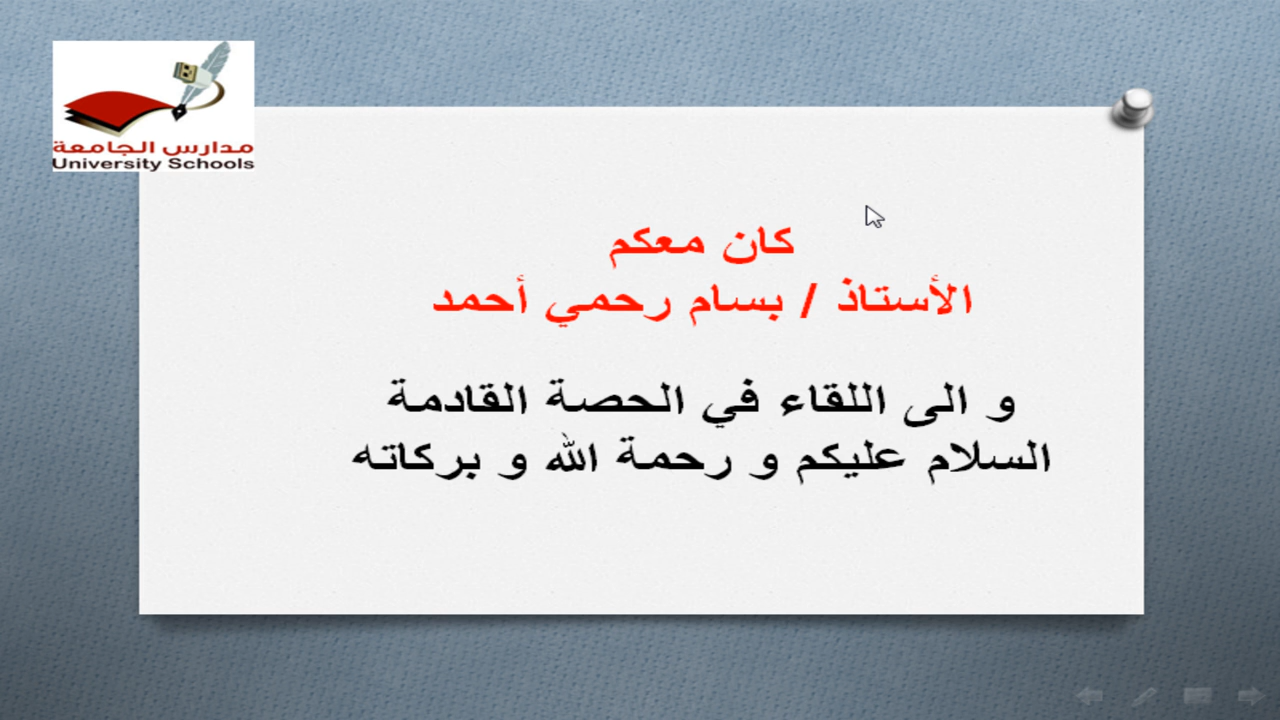 مدارس الجامعة
University Schools
كان معكم
الأستاذ / بسام رحمي أحمد
و الى اللقاء في الحصة القادمة
السلام عليكم و رحمة الله و بركاته